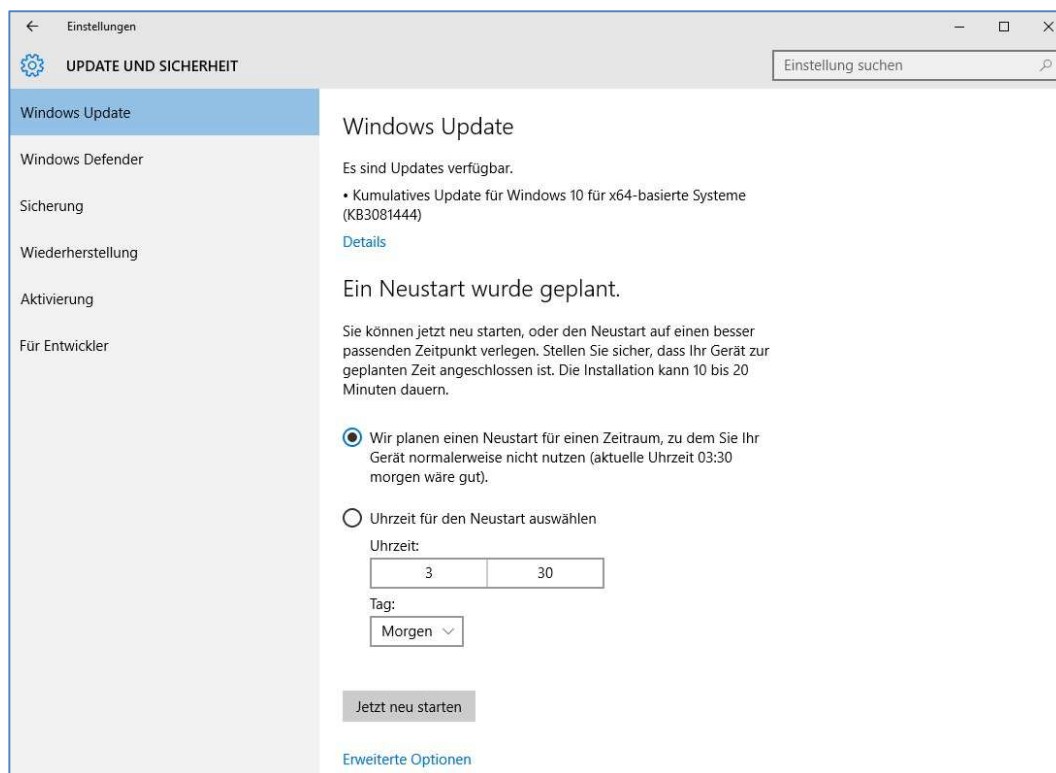 Einstellungen
UPDATE UND SICHERHEIT
Einstellung suchen
Windows Update
Windows Defender
Sicherung
Wiederherstellung
Aktivierung
Für Entwickler
Windows Update
Es sind Updates verfügbar.
• Kumulatives Update für Windows 10 für x64-basierte Systeme
(KB3081444)
Details
Ein Neustart wurde geplant.
Sie können jetzt neu starten, oder den Neustart auf einen besser
passenden Zeitpunkt verlegen. Stellen Sie sicher, dass Ihr Gerät zur
geplanten Zeit angeschlossen ist. Die Installation kann 10 bis 20
Minuten dauern.
Wir planen einen Neustart für einen Zeitraum, zu dem Sie Ihr
Gerät normalerweise nicht nutzen (aktuelle Uhrzeit 03:30
morgen wäre gut).
Uhrzeit für den Neustart auswählen
Uhrzeit:
3 30
Tag:
Morgen
Jetzt neu starten
Erweiterte Optionen